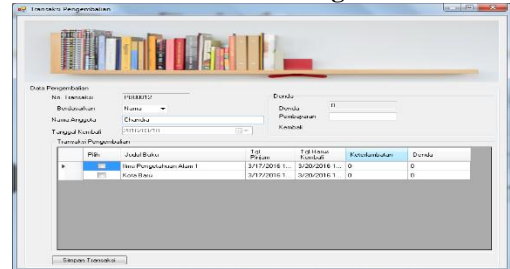 Transaksi Pengembalian
Data Pengembalian
No. Transaksi
Berdasarkan Nama
Nama Anggota Chandra
Tanggal Kembali
Denda
Denda 0
Pembayaran
Kembali
Transaksi Pengembalian
Pilih Judul Buku Tgl Pinjam Tgl Harus Kembali Keterlambatan Denda
Ilmu Pengetahuan Alam 1 3/17/2016 1... 3/20/2016 1... 0 0
Kota Baru 3/17/2016 1... 3/20/2016 1... 0 0
Simpan Transaksi